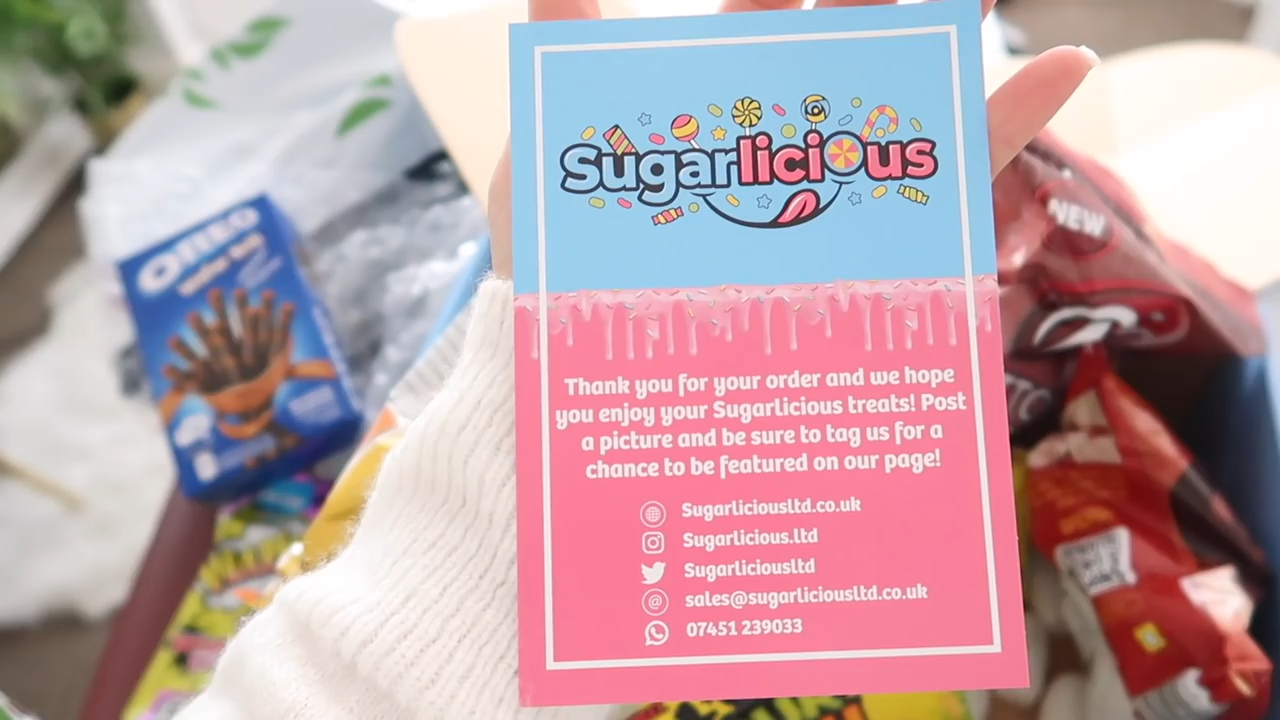 Sugarlicious
Thank you for your order and we hope
you enjoy your Sugarlicious treats! Post
a picture and be sure to tag us for a
chance to be featured on our page!
Sugarliciousltd.co.uk
Sugarlicious.ltd
Sugarliciousltd
sales@sugarliciousltd.co.uk
07451 239033
OREO
NEW